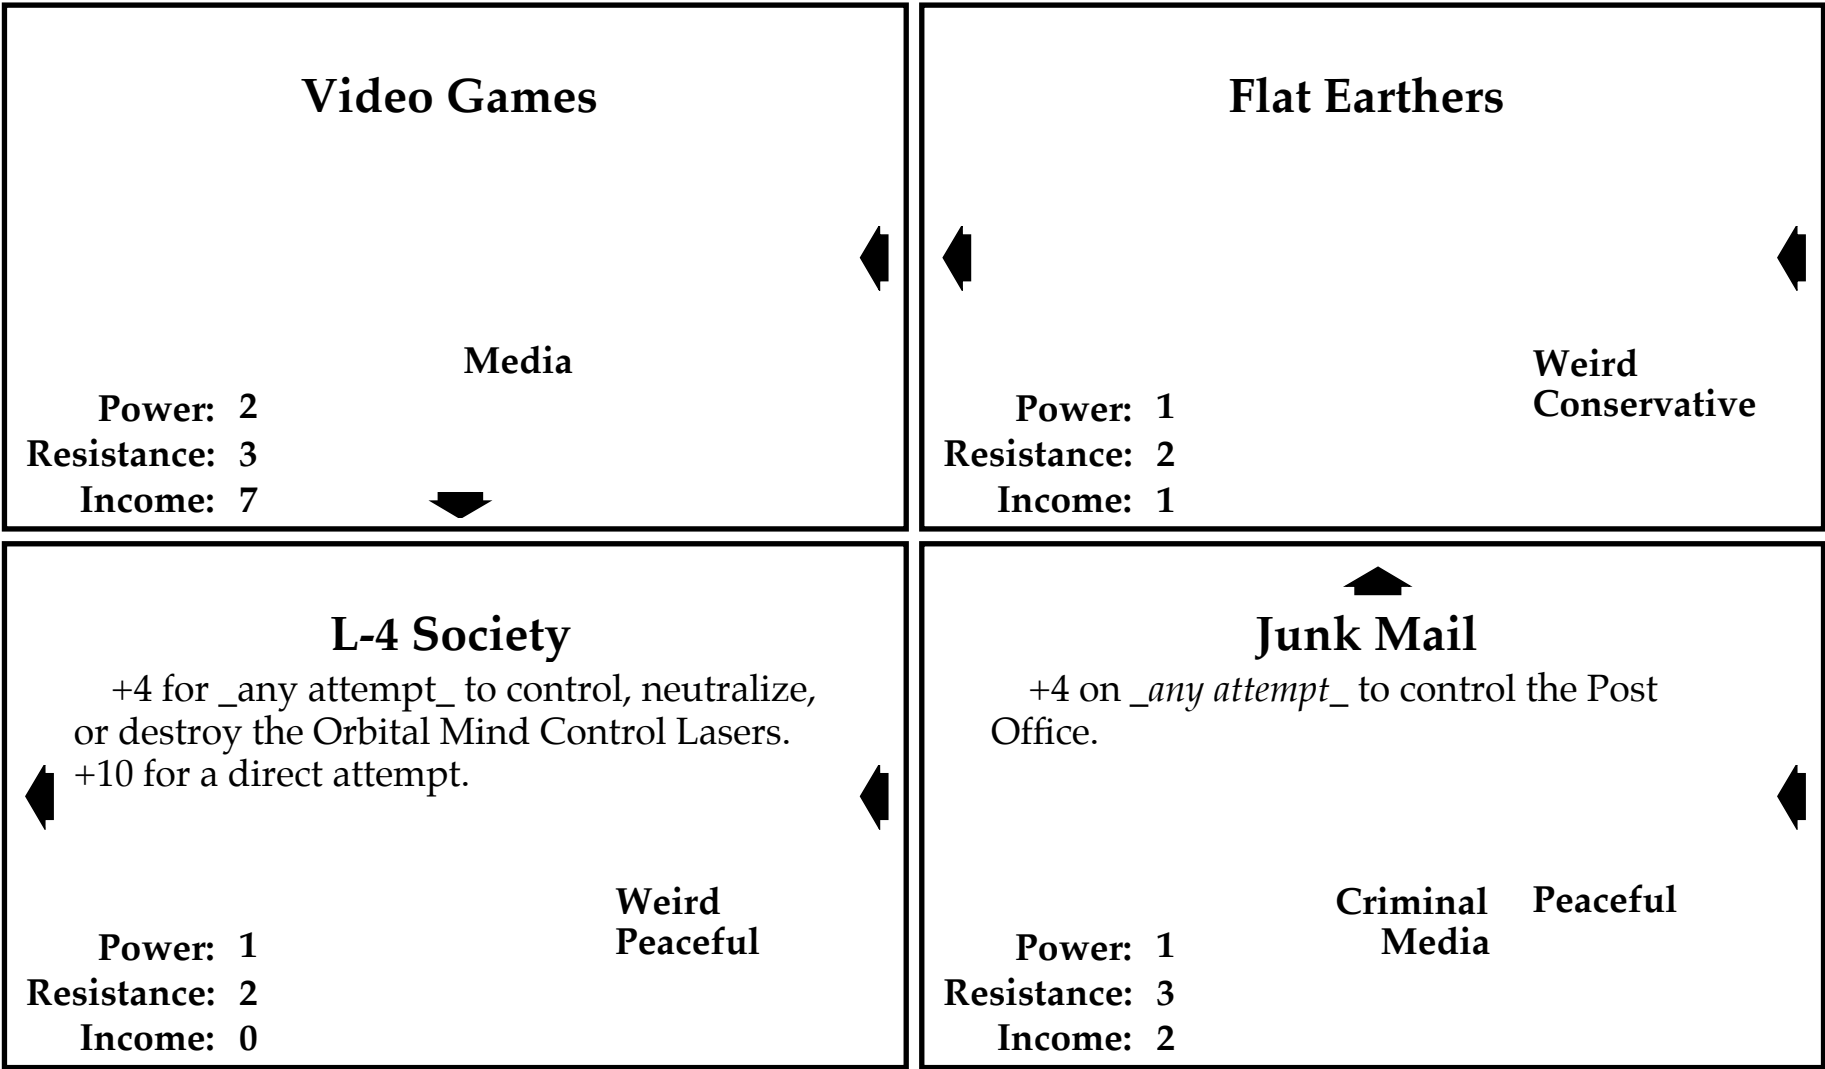 Video Games
Media
Power: 2
Resistance: 3
Income: 7
Flat Earthers
Weird
Conservative
Power: 1
Resistance: 2
Income: 1
L-4 Society
+4 for _any attempt_ to control, neutralize,
or destroy the Orbital Mind Control Lasers.
+10 for a direct attempt.
Weird
Peaceful
Power: 1
Resistance: 2
Income: 0
Junk Mail
+4 on _any attempt_ to control the Post
Office.
Criminal Peaceful
Media
Power: 1
Resistance: 3
Income: 2